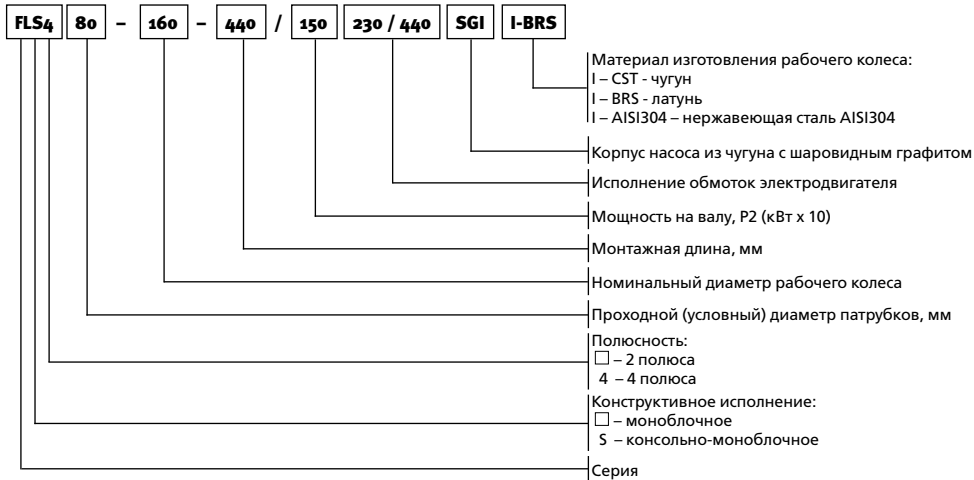 FLS4 80 – 160 – 440 / 150 230 / 440 SGI I-BRS
Материал изготовления рабочего колеса:
I – CST - чугун
I – BRS - латунь
I – AISI304 – нержавеющая сталь AISI304
Корпус насоса из чугуна с шаровидным графитом
Исполнение обмоток электродвигателя
Мощность на валу, P2 (кВт x 10)
Монтажная длина, мм
Номинальный диаметр рабочего колеса
Проходной (условный) диаметр патрубков, мм
Полюсность:
□ – 2 полюса
4 – 4 полюса
Конструктивное исполнение:
□ – моноблочное
S – консольно-моноблочное
Серия